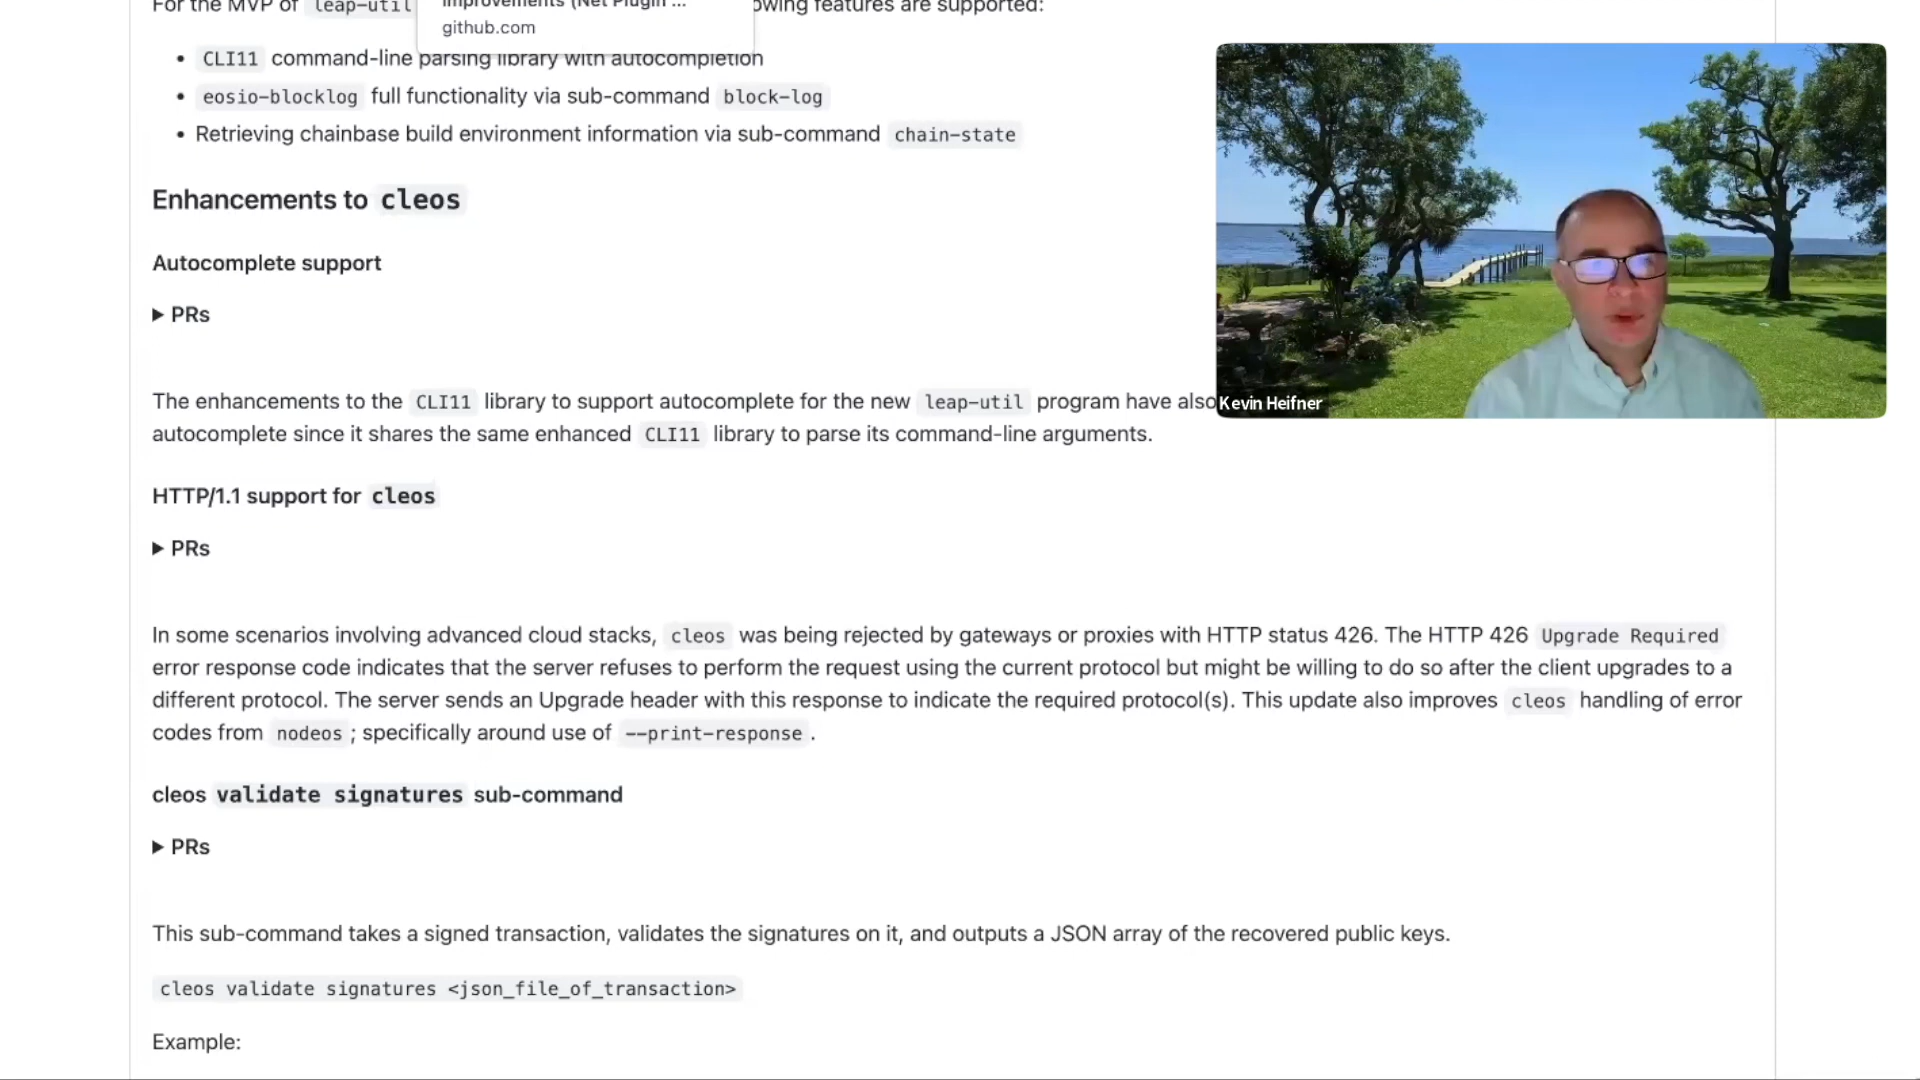 For the MVP of leap-util
owing features are supported:
improvements (Net Plugin ...
github.com
• CLI11 command-line parsing library with autocompletion
• eosio-blocklog full functionality via sub-command block-log
• Retrieving chainbase build environment information via sub-command chain-state
Enhancements to cleos
Autocomplete support
▶ PRs
The enhancements to the CLI11 library to support autocomplete for the new leap-util program have also
autocomplete since it shares the same enhanced CLI11 library to parse its command-line arguments.
Kevin Heifner
HTTP/1.1 support for cleos
▶ PRs
In some scenarios involving advanced cloud stacks, cleos was being rejected by gateways or proxies with HTTP status 426. The HTTP 426 Upgrade Required
error response code indicates that the server refuses to perform the request using the current protocol but might be willing to do so after the client upgrades to a
different protocol. The server sends an Upgrade header with this response to indicate the required protocol(s). This update also improves cleos handling of error
codes from nodeos ; specifically around use of --print-response .
cleos validate signatures sub-command
▶ PRs
This sub-command takes a signed transaction, validates the signatures on it, and outputs a JSON array of the recovered public keys.
cleos validate signatures <json_file_of_transaction>
Example: